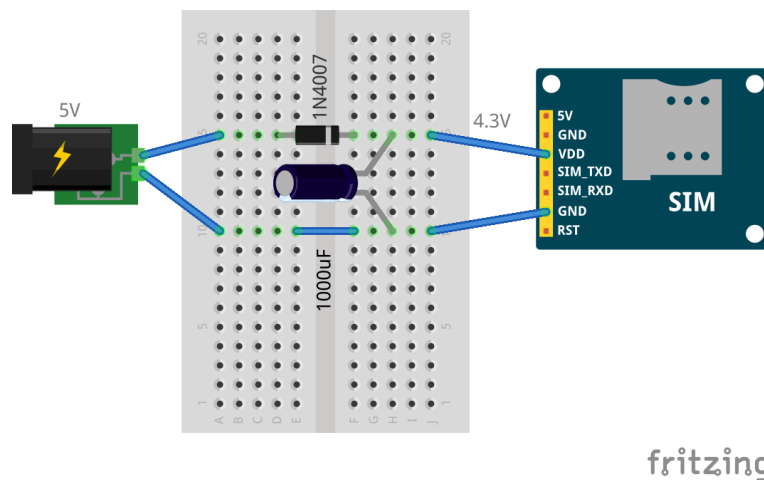 5V
1N4007
4.3V
1000uF
20
20
15
15
10
10
5
5
1
1
A B C D E F G H I J
5V
GND
VDD
SIM_TXD
SIM_RXD
GND
RST
SIM
fritzing